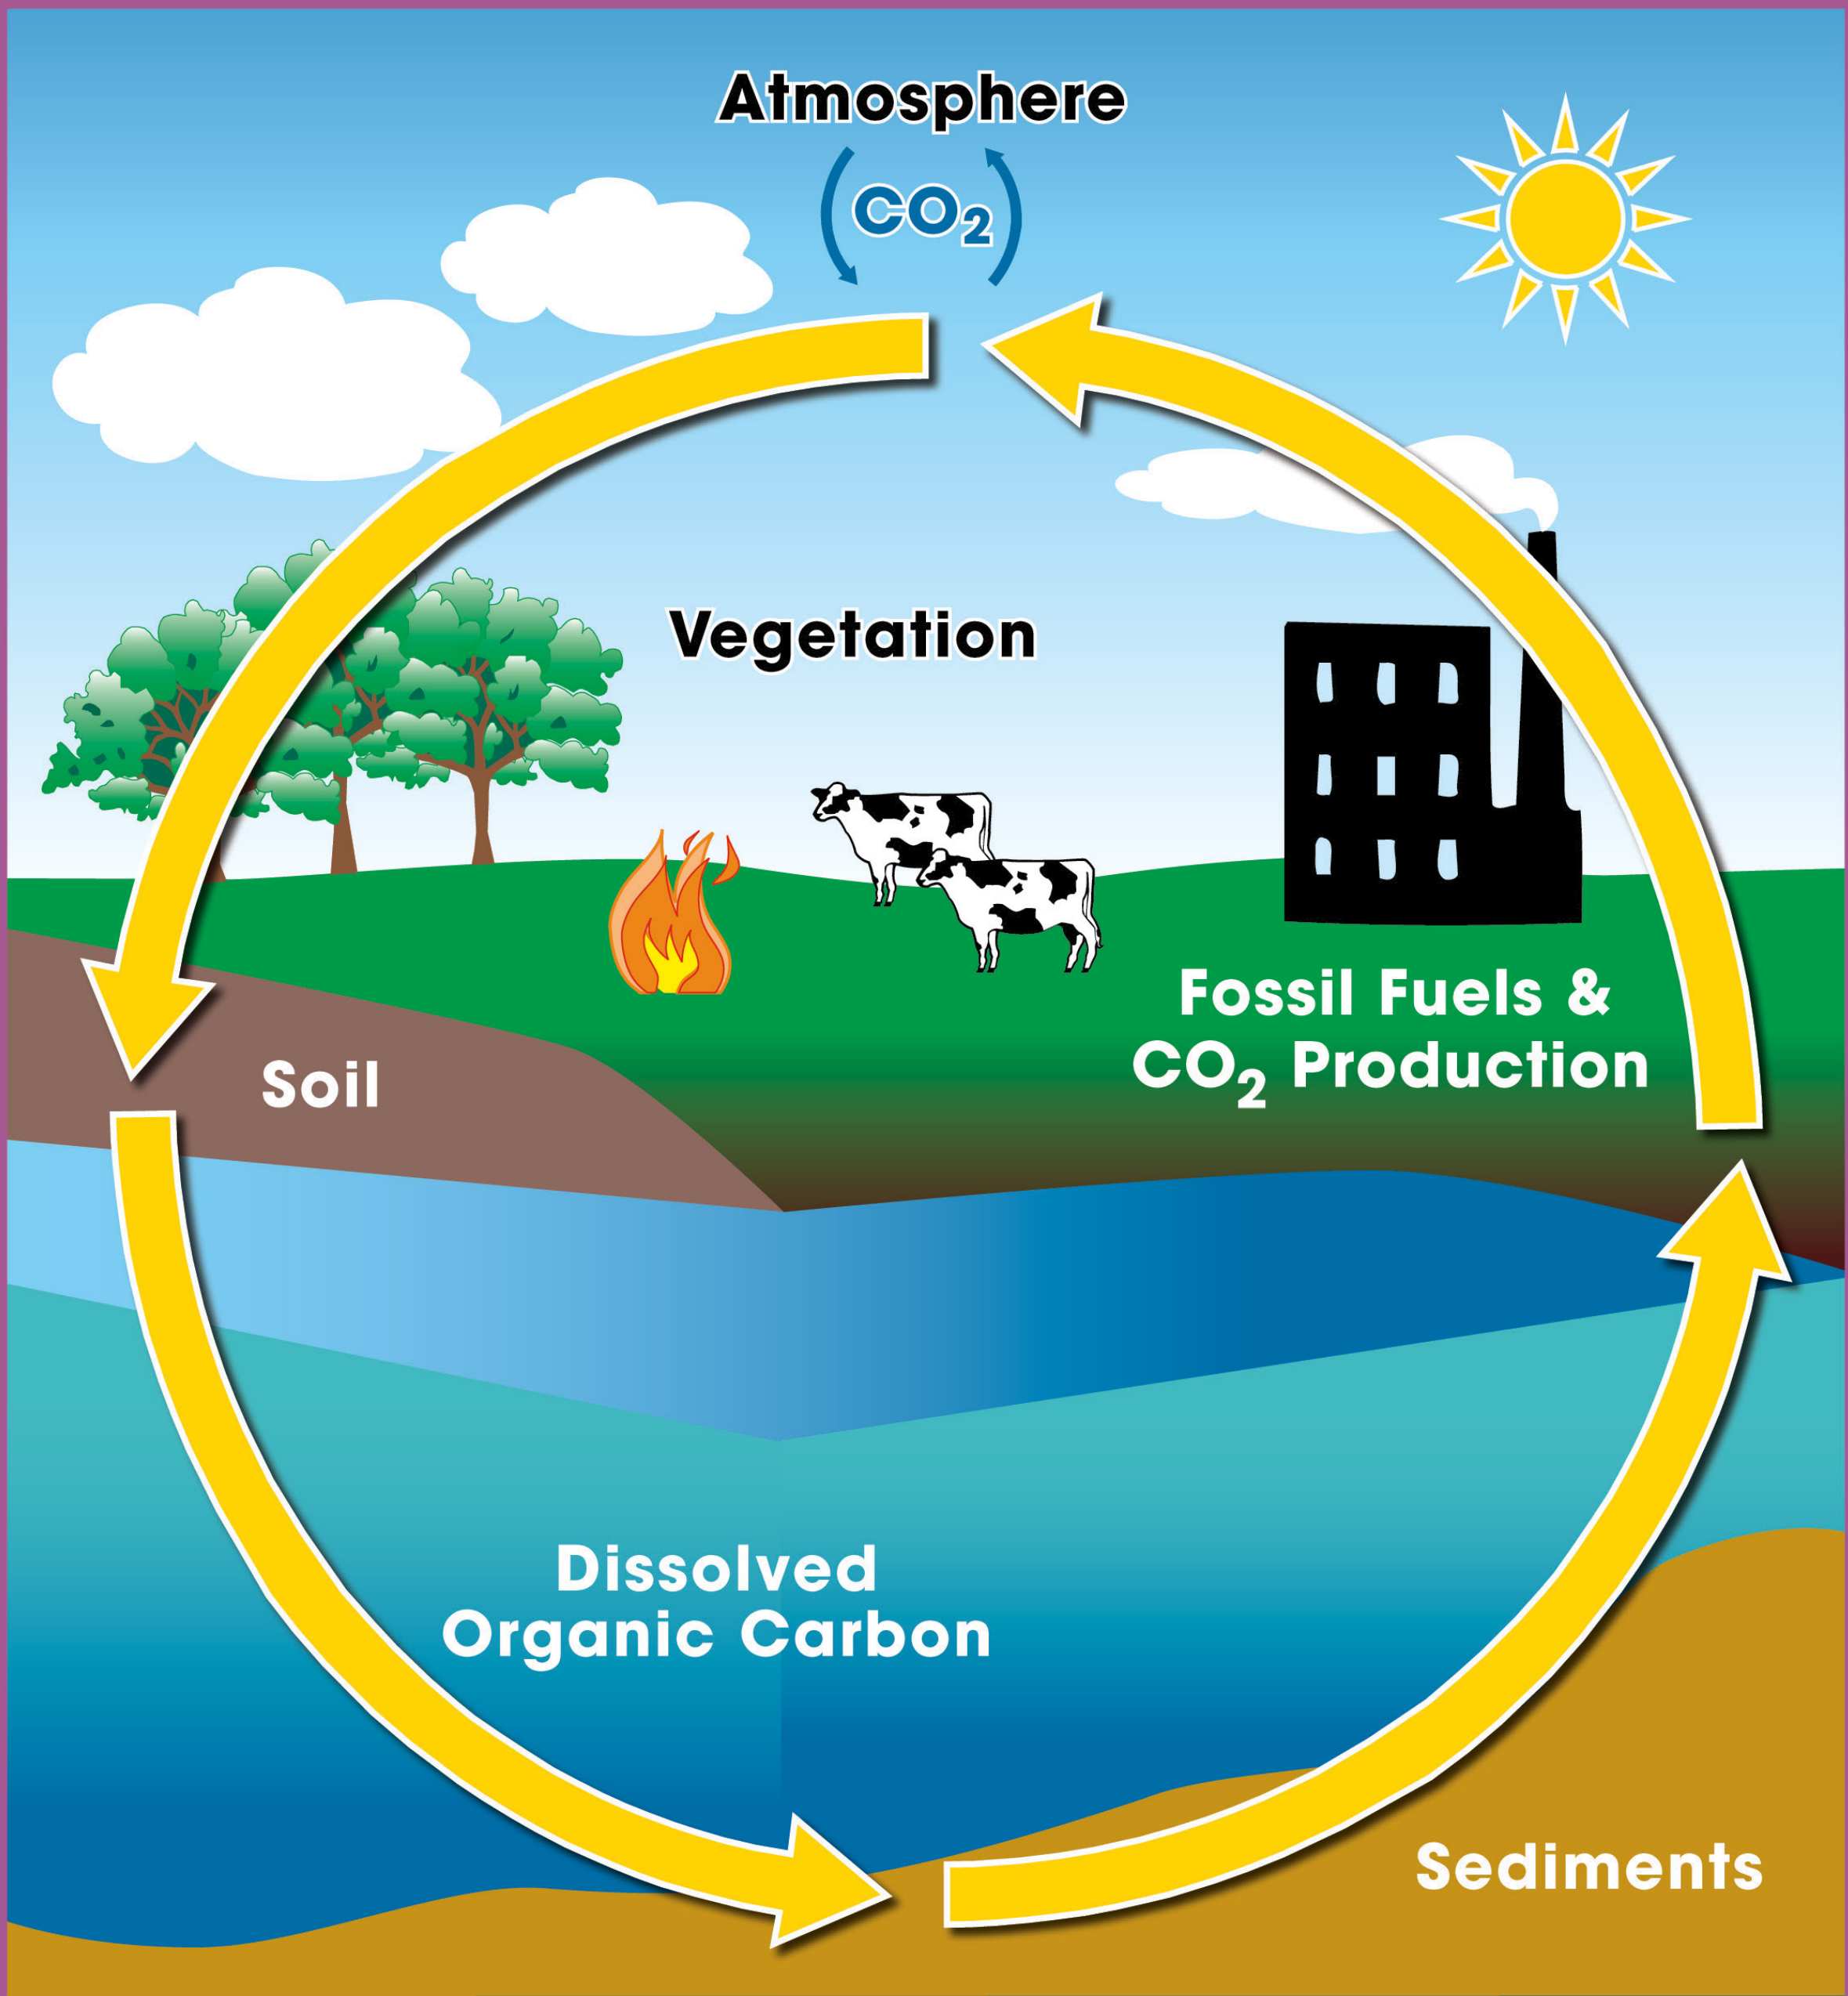 Atmosphere
CO₂
Vegetation
Fossil Fuels &
CO₂ Production
Soil
Dissolved
Organic Carbon
Sediments